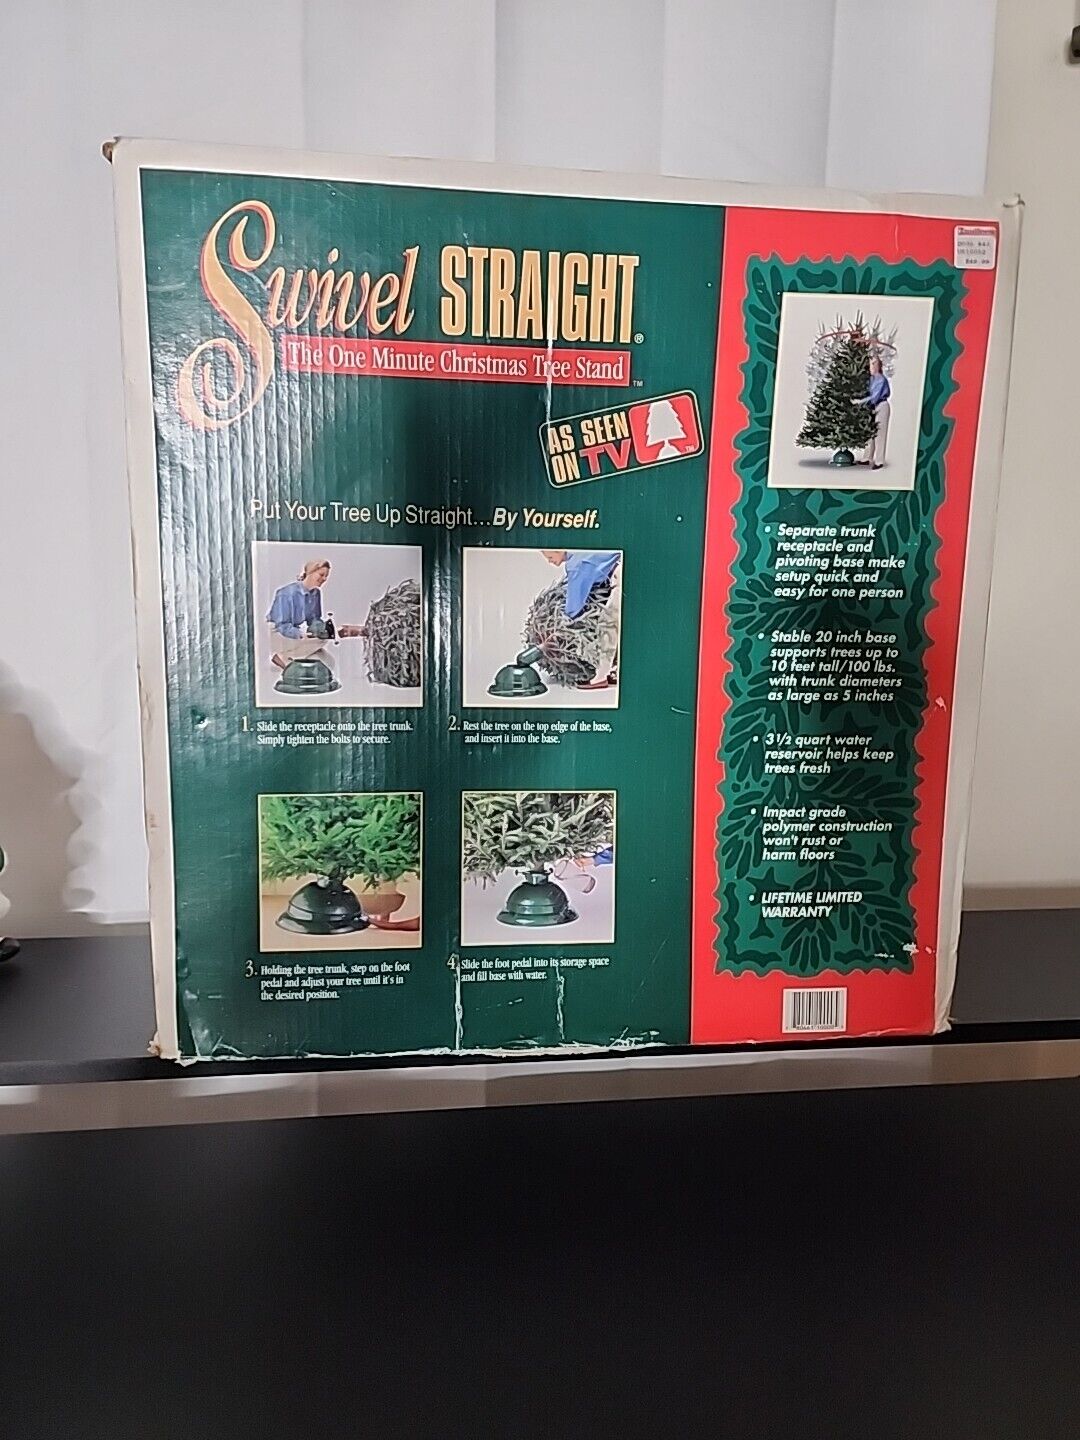 Swivel STRAIGHT®
The One Minute Christmas Tree Stand™
AS SEEN
ON TV
Put Your Tree Up Straight...By Yourself.
1. Slide the receptacle onto the tree trunk.
Simply tighten the bolts to secure.
2. Rest the tree on the top edge of the base,
and insert it into the base.
3. Holding the tree trunk, step on the foot
pedal and adjust your tree until it's in
the desired position.
4. Slide the foot pedal into its storage space
and fill base with water.
• Separate trunk
receptacle and
pivoting base make
setup quick and
easy for one person
• Stable 20 inch base
supports trees up to
10 feet tall/100 lbs.
with trunk diameters
as large as 5 inches
• 3 1/2 quart water
reservoir helps keep
trees fresh
• Impact grade
polymer construction
won't rust or
harm floors
• LIFETIME LIMITED
WARRANTY